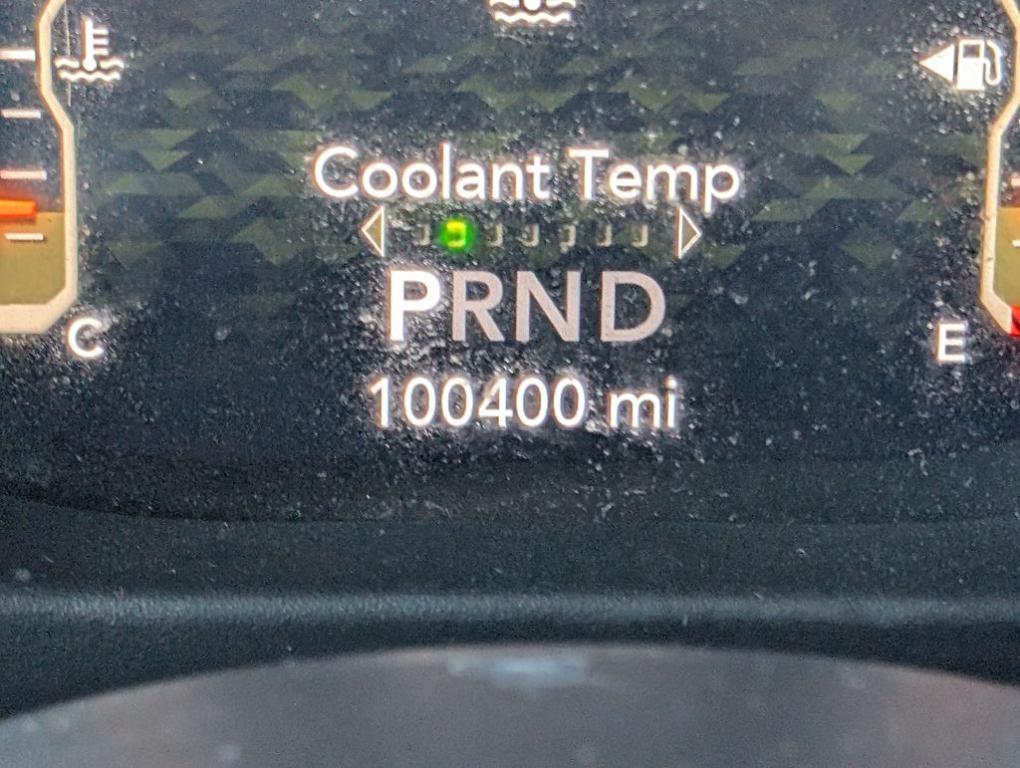 Coolant Temp
PRND
C
E
100400 mi